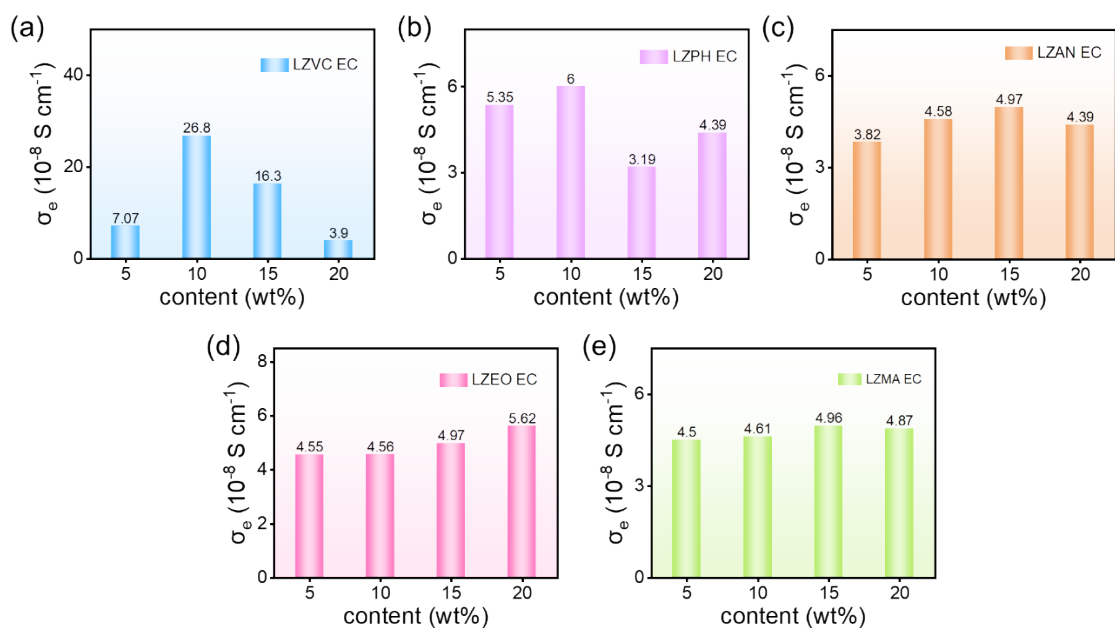 (a)
σe (10-8 S cm-1)
40
20
0
LZVC EC
7.07
26.8
16.3
3.9
5 10 15 20
content (wt%)
(b)
σe (10-8 S cm-1)
6
3
0
LZPH EC
5.35
6
3.19
4.39
5 10 15 20
content (wt%)
(c)
σe (10-8 S cm-1)
6
3
0
LZAN EC
3.82
4.58
4.97
4.39
5 10 15 20
content (wt%)
(d)
σe (10-8 S cm-1)
8
6
4
2
0
LZEO EC
4.55
4.56
4.97
5.62
5 10 15 20
content (wt%)
(e)
σe (10-8 S cm-1)
6
3
0
LZMA EC
4.5
4.61
4.96
4.87
5 10 15 20
content (wt%)